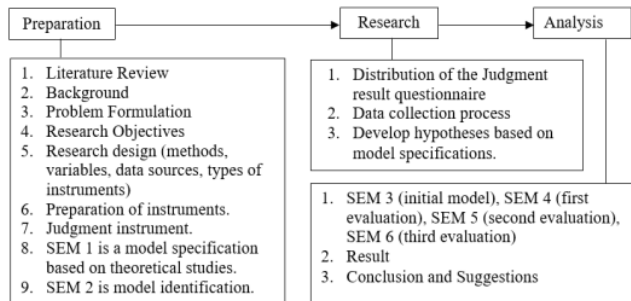 Preparation
Research
Analysis
1. Literature Review
2. Background
3. Problem Formulation
4. Research Objectives
5. Research design (methods,
variables, data sources, types of
instruments)
6. Preparation of instruments.
7. Judgment instrument.
8. SEM 1 is a model specification
based on theoretical studies.
9. SEM 2 is model identification.
1. Distribution of the Judgment
result questionnaire
2. Data collection process
3. Develop hypotheses based on
model specifications.
1. SEM 3 (initial model), SEM 4 (first
evaluation), SEM 5 (second evaluation),
SEM 6 (third evaluation)
2. Result
3. Conclusion and Suggestions